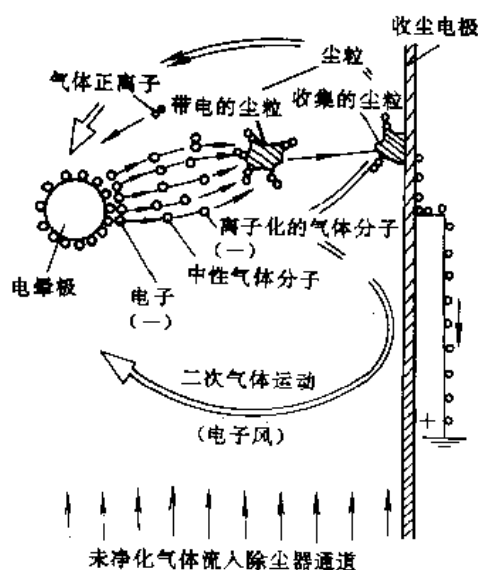 收尘电极
尘粒
气体正离子
带电的尘粒
收集的尘粒
离子化的气体分子
(一)
中性气体分子
电晕极
电子
(一)
二次气体运动
(电子风)
+
未净化气体流入除尘器通道